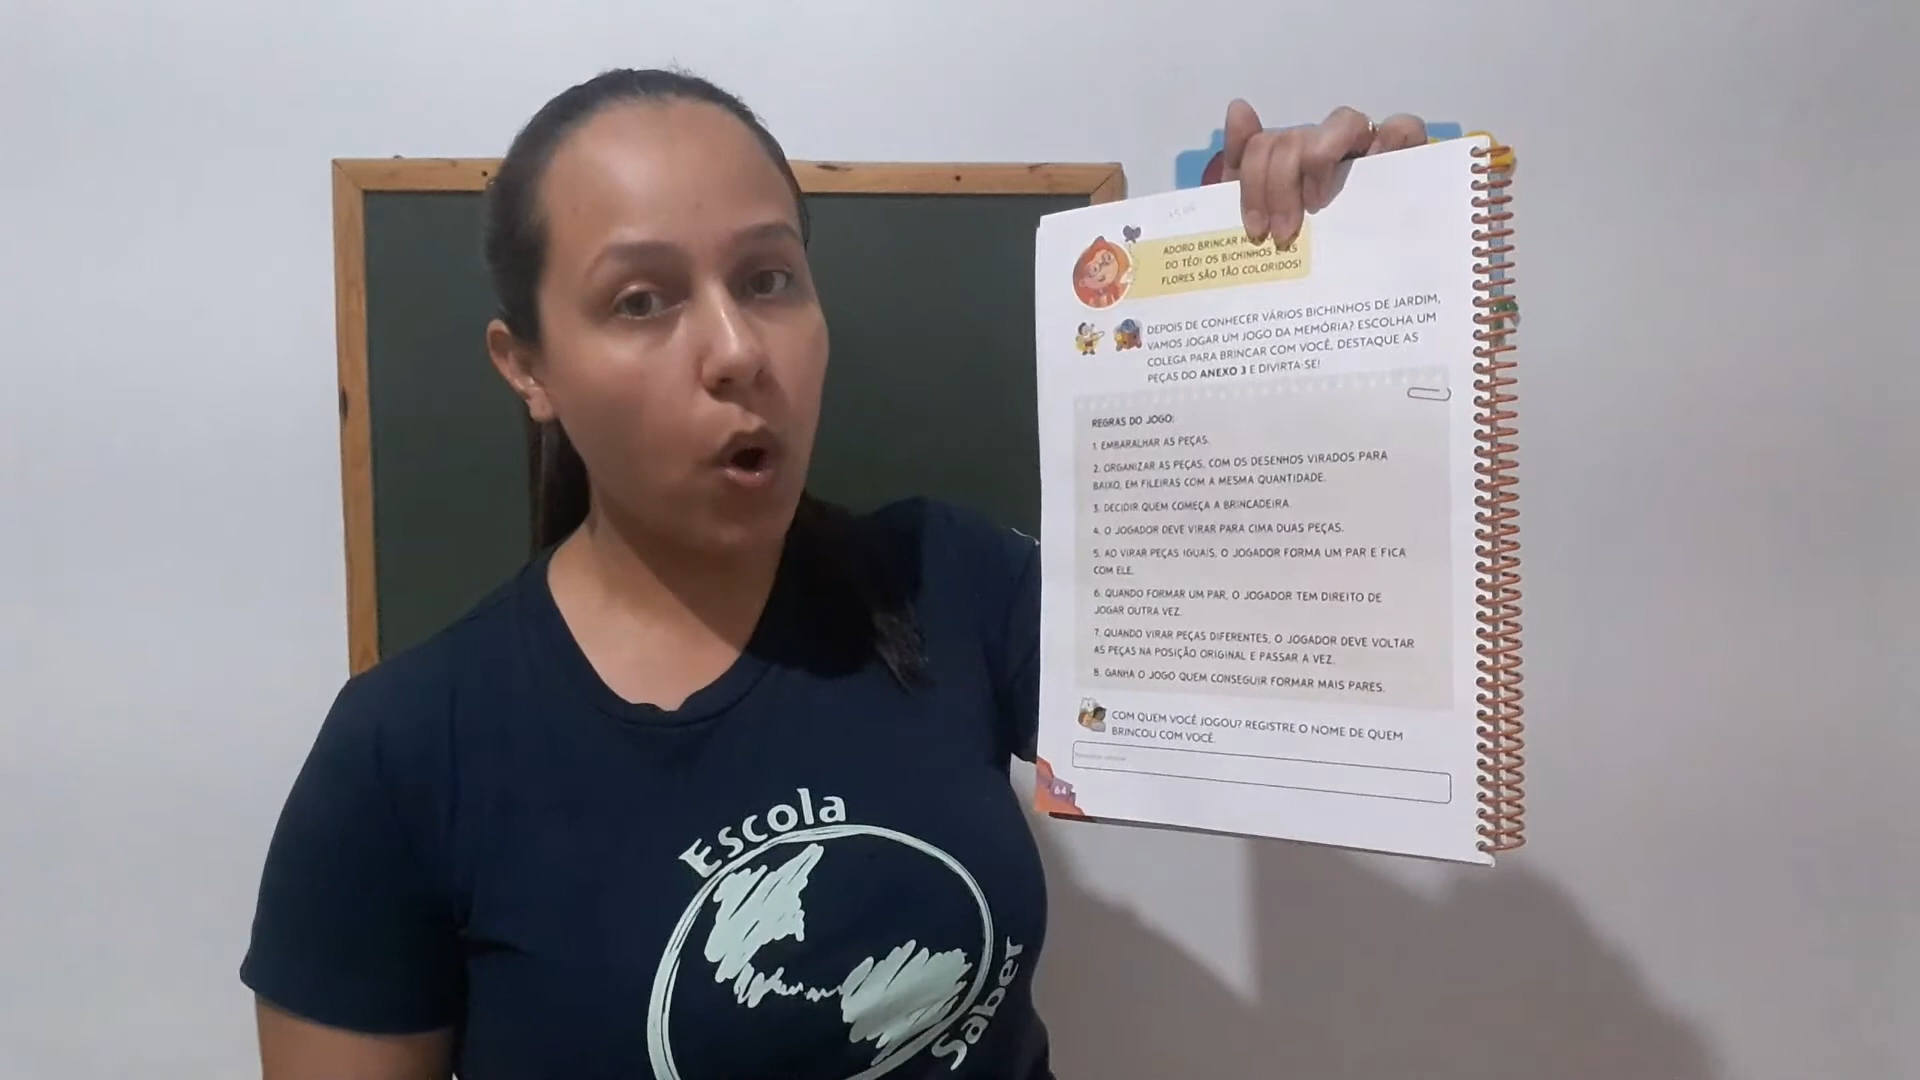 ADORO BRINCAR
DO TÉO! OS BICHINHOS E AS
FLORES SÃO TÃO COLORIDOS!
DEPOIS DE CONHECER VÁRIOS BICHINHOS DE JARDIM,
VAMOS JOGAR UM JOGO DA MEMÓRIA? ESCOLHA UM
COLEGA PARA BRINCAR COM VOCÊ, DESTAQUE AS
PEÇAS DO ANEXO 3 E DIVIRTA-SE!
REGRAS DO JOGO:
1. EMBARALHAR AS PEÇAS.
2. ORGANIZAR AS PEÇAS, COM OS DESENHOS VIRADOS PARA
BAIXO, EM FILEIRAS COM A MESMA QUANTIDADE.
3. DECIDIR QUEM COMEÇA A BRINCADEIRA.
4. O JOGADOR DEVE VIRAR PARA CIMA DUAS PEÇAS.
5. AO VIRAR PEÇAS IGUAIS, O JOGADOR FORMA UM PAR E FICA
COM ELE.
6. QUANDO FORMAR UM PAR, O JOGADOR TEM DIREITO DE
JOGAR OUTRA VEZ.
7. QUANDO VIRAR PEÇAS DIFERENTES, O JOGADOR DEVE VOLTAR
AS PEÇAS NA POSIÇÃO ORIGINAL E PASSAR A VEZ.
8. GANHA O JOGO QUEM CONSEGUIR FORMAR MAIS PARES.
COM QUEM VOCÊ JOGOU? REGISTRE O NOME DE QUEM
BRINCOU COM VOCÊ.
64
Escola
Saber